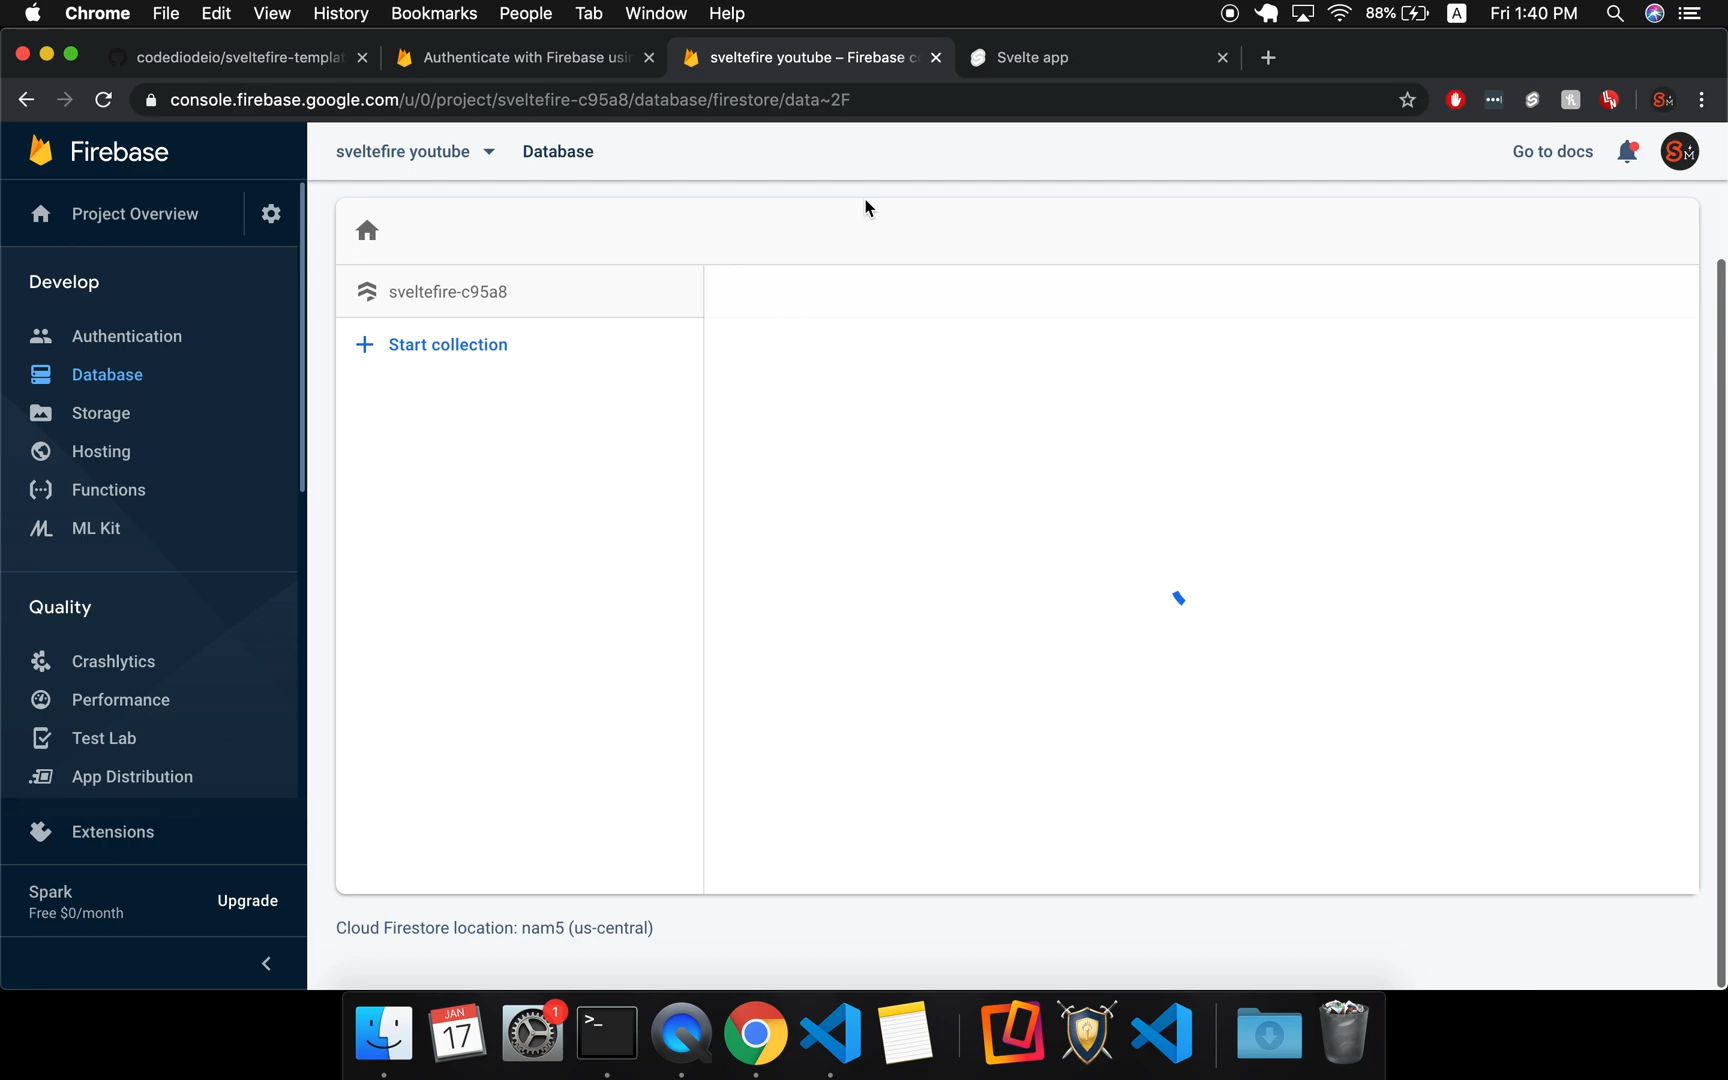 Chrome File Edit View History Bookmarks People Tab Window Help 88% A Fri 1:40 PM
codediodeio/sveltefire-templat Authenticate with Firebase usin sveltefire youtube – Firebase co Svelte app
console.firebase.google.com/u/0/project/sveltefire-c95a8/database/firestore/data~2F
Firebase
sveltefire youtube Database Go to docs
Project Overview
sveltefire-c95a8
Start collection
Develop
Authentication
Database
Storage
Hosting
Functions
ML Kit
Quality
Crashlytics
Performance
Test Lab
App Distribution
Extensions
Spark
Free $0/month
Upgrade
Cloud Firestore location: nam5 (us-central)
JAN
17
1